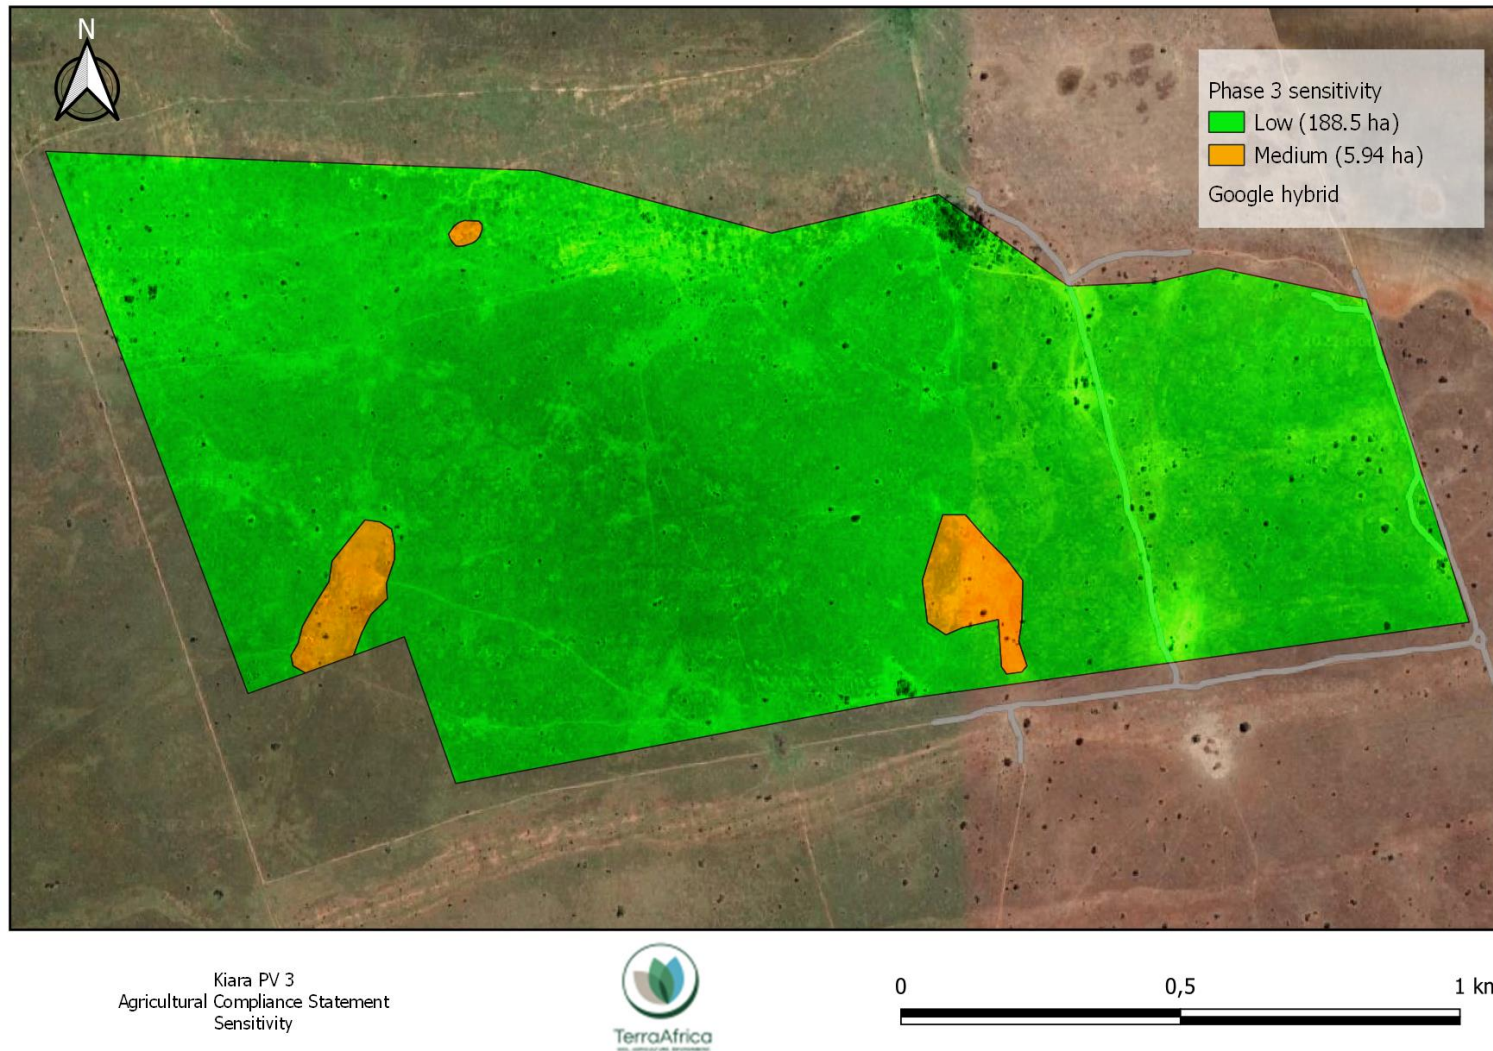 N
Phase 3 sensitivity
Low (188.5 ha)
Medium (5.94 ha)
Google hybrid
Kiara PV 3
Agricultural Compliance Statement
Sensitivity
TerraAfrica
0 0,5 1 km